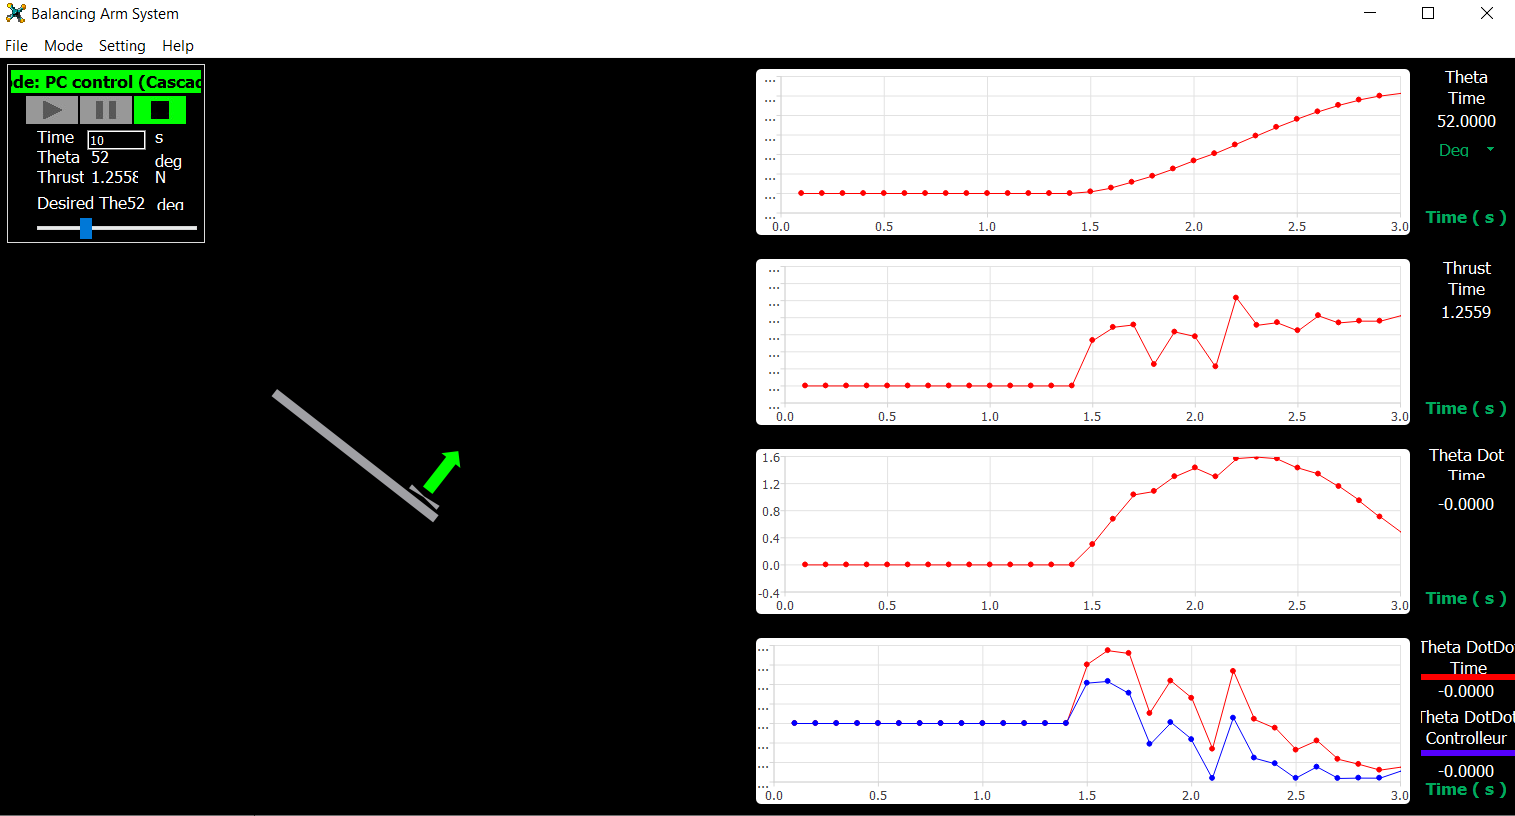 Balancing Arm System
File Mode Setting Help
de: PC control (Cascad
Time 10 s
Theta 52 deg
Thrust 1.2558 N
Desired The52 deg
... ... ... ... ... ... ... ...
0.0 0.5 1.0 1.5 2.0 2.5 3.0
Theta
Time
52.0000
Deg
Time ( s )
... ... ... ... ... ... ... ... ...
0.0 0.5 1.0 1.5 2.0 2.5 3.0
Thrust
Time
1.2559
Time ( s )
1.6
1.2
0.8
0.4
0.0
-0.4
0.0 0.5 1.0 1.5 2.0 2.5 3.0
Theta Dot
Time
-0.0000
Time ( s )
... ... ... ... ... ... ... ...
0.0 0.5 1.0 1.5 2.0 2.5 3.0
Theta DotDo
Time
-0.0000
Theta DotDot
Controlleur
-0.0000
Time ( s )